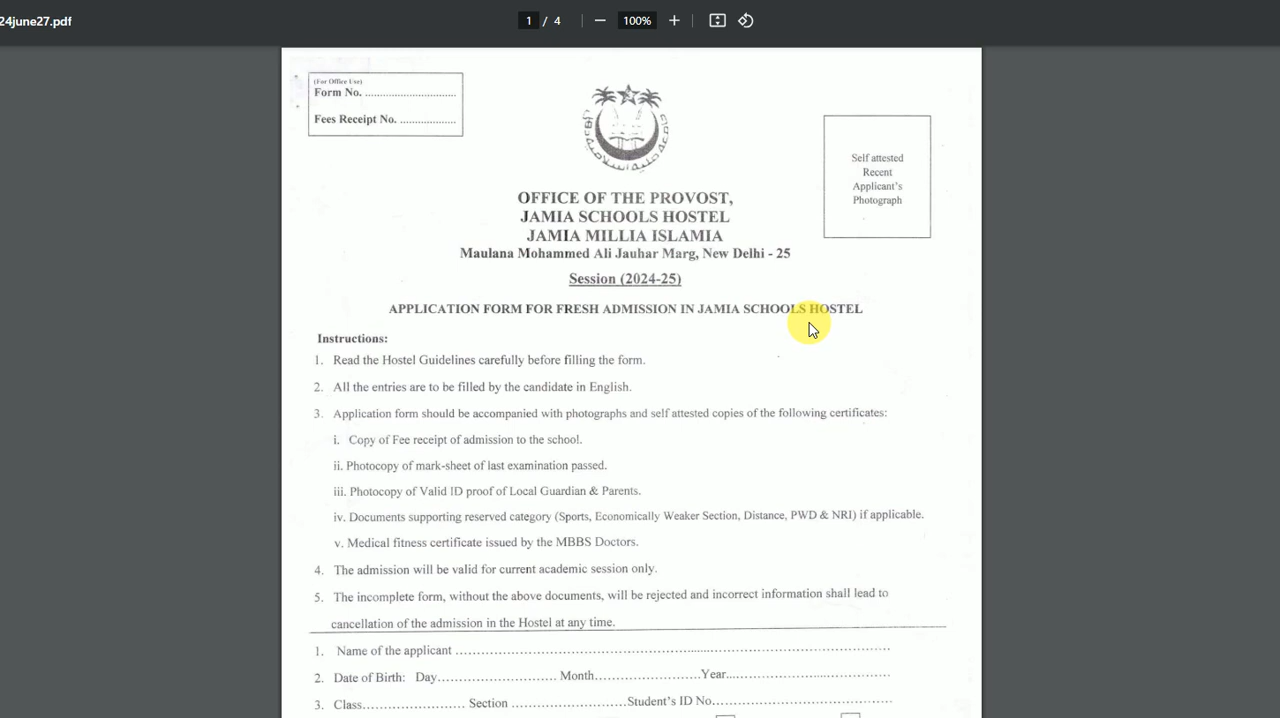 24june27.pdf
1 / 4
100%
(For Office Use)
Form No. ..............................
Fees Receipt No. ..................
Self attested
Recent
Applicant's
Photograph
OFFICE OF THE PROVOST,
JAMIA SCHOOLS HOSTEL
JAMIA MILLIA ISLAMIA
Maulana Mohammed Ali Jauhar Marg, New Delhi - 25
Session (2024-25)
APPLICATION FORM FOR FRESH ADMISSION IN JAMIA SCHOOLS HOSTEL
Instructions:
1. Read the Hostel Guidelines carefully before filling the form.
2. All the entries are to be filled by the candidate in English.
3. Application form should be accompanied with photographs and self attested copies of the following certificates:
i. Copy of Fee receipt of admission to the school.
ii. Photocopy of mark-sheet of last examination passed.
iii. Photocopy of Valid ID proof of Local Guardian & Parents.
iv. Documents supporting reserved category (Sports, Economically Weaker Section, Distance, PWD & NRI) if applicable.
v. Medical fitness certificate issued by the MBBS Doctors.
4. The admission will be valid for current academic session only.
5. The incomplete form, without the above documents, will be rejected and incorrect information shall lead to
cancellation of the admission in the Hostel at any time.
1. Name of the applicant ..............................................................
2. Date of Birth: Day.............................. Month..........................Year.........................................
3. Class.......................... Section .............................Student's ID No.............................................